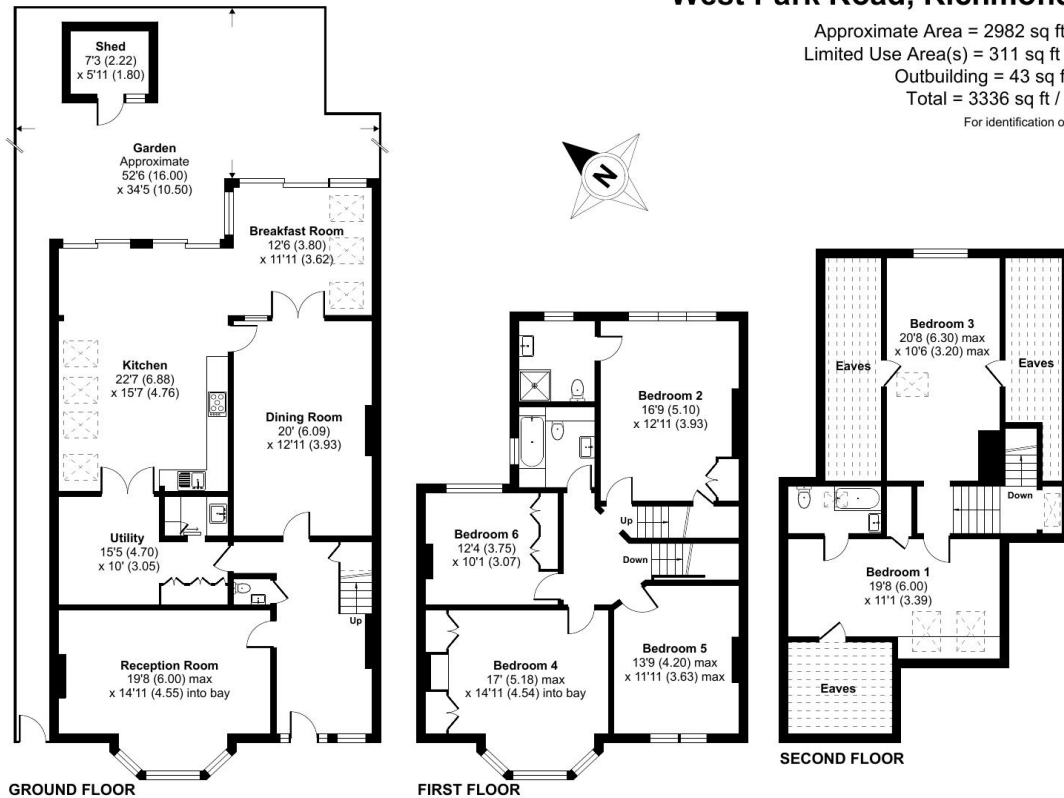 West Park Road, Richmond
Approximate Area = 2982 sq ft
Limited Use Area(s) = 311 sq ft
Outbuilding = 43 sq f
Total = 3336 sq ft /
For identification o
Shed
7'3 (2.22)
x 5'11 (1.80)
Garden
Approximate
52'6 (16.00)
x 34'5 (10.50)
N
Breakfast Room
12'6 (3.80)
x 11'11 (3.62)
Kitchen
22'7 (6.88)
x 15'7 (4.76)
Dining Room
20' (6.09)
x 12'11 (3.93)
Utility
15'5 (4.70)
x 10' (3.05)
Up
Reception Room
19'8 (6.00) max
x 14'11 (4.55) into bay
GROUND FLOOR
Bedroom 2
16'9 (5.10)
x 12'11 (3.93)
Up
Down
Bedroom 6
12'4 (3.75)
x 10'1 (3.07)
Bedroom 4
17' (5.18) max
x 14'11 (4.54) into bay
Bedroom 5
13'9 (4.20) max
x 11'11 (3.63) max
FIRST FLOOR
Bedroom 3
20'8 (6.30) max
x 10'6 (3.20) max
Eaves
Eaves
Down
Bedroom 1
19'8 (6.00)
x 11'1 (3.39)
Eaves
SECOND FLOOR